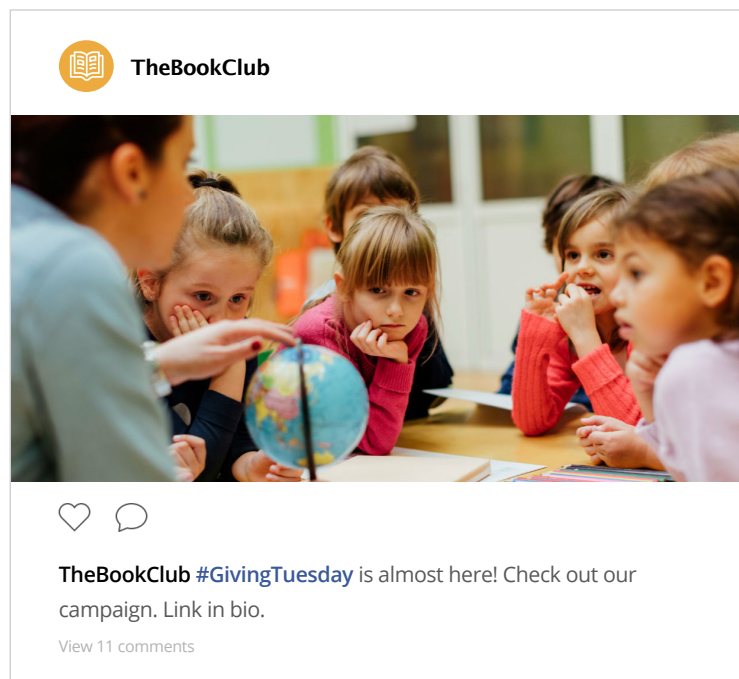 TheBookClub
TheBookClub #GivingTuesday is almost here! Check out our
campaign. Link in bio.
View 11 comments